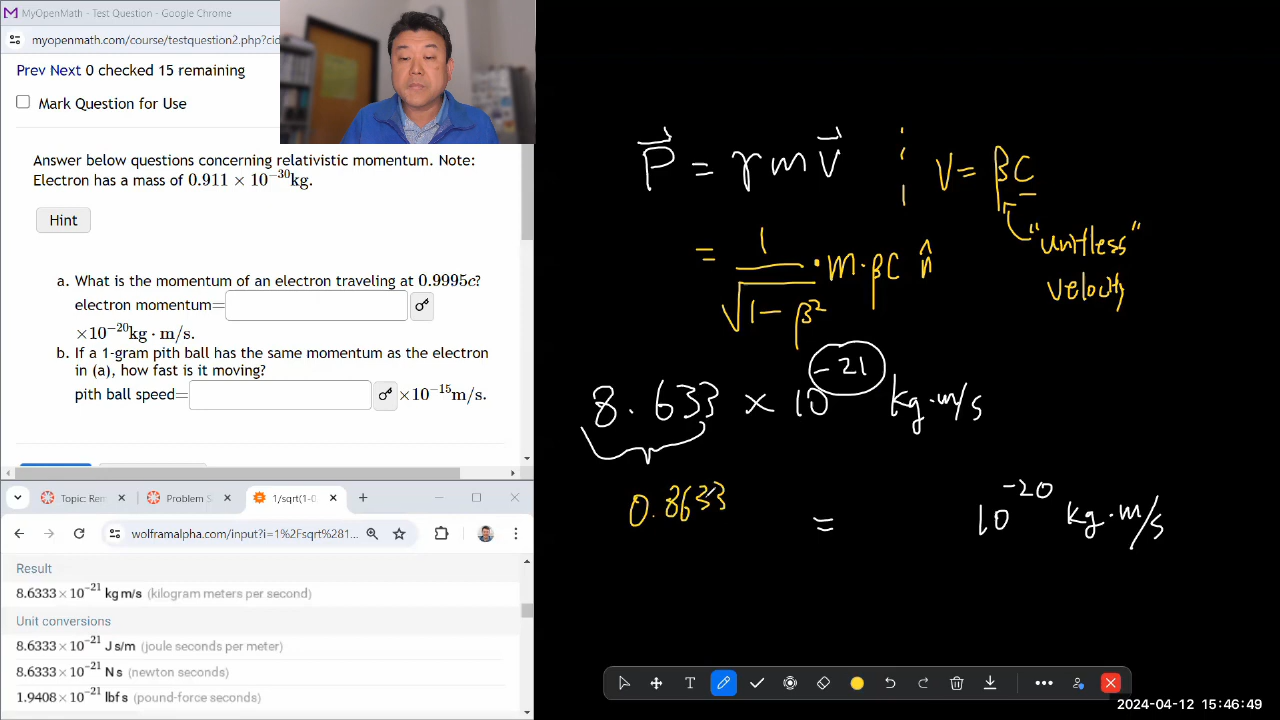 MyOpenMath - Test Question - Google Chrome
myopenmath.com/course/testquestion2.php?cid
Prev Next 0 checked 15 remaining
Mark Question for Use
Answer below questions concerning relativistic momentum. Note:
Electron has a mass of 0.911 × 10⁻³⁰kg.
Hint
a. What is the momentum of an electron traveling at 0.9995c?
electron momentum=
×10⁻²⁰kg · m/s.
b. If a 1-gram pith ball has the same momentum as the electron
in (a), how fast is it moving?
pith ball speed= ×10⁻¹⁵m/s.
Topic: Rem
Problem S
1/sqrt(1-0
wolframalpha.com/input?i=1%2Fsqrt%281...
Result
8.6333 × 10⁻²¹ kg m/s (kilogram meters per second)
Unit conversions
8.6333 × 10⁻²¹ J s/m (joule seconds per meter)
8.6333 × 10⁻²¹ N s (newton seconds)
1.9408 × 10⁻²¹ lbf s (pound-force seconds)
P⃗ = γ m v⃗ ; V = βC
"unitless"
velocity
= 1/√(1 − β²) · m · βC n̂
8.633 × 10⁻²¹ kg·m/s
0.8633 = 10⁻²⁰ kg·m/s
T
2024-04-12 15:46:49